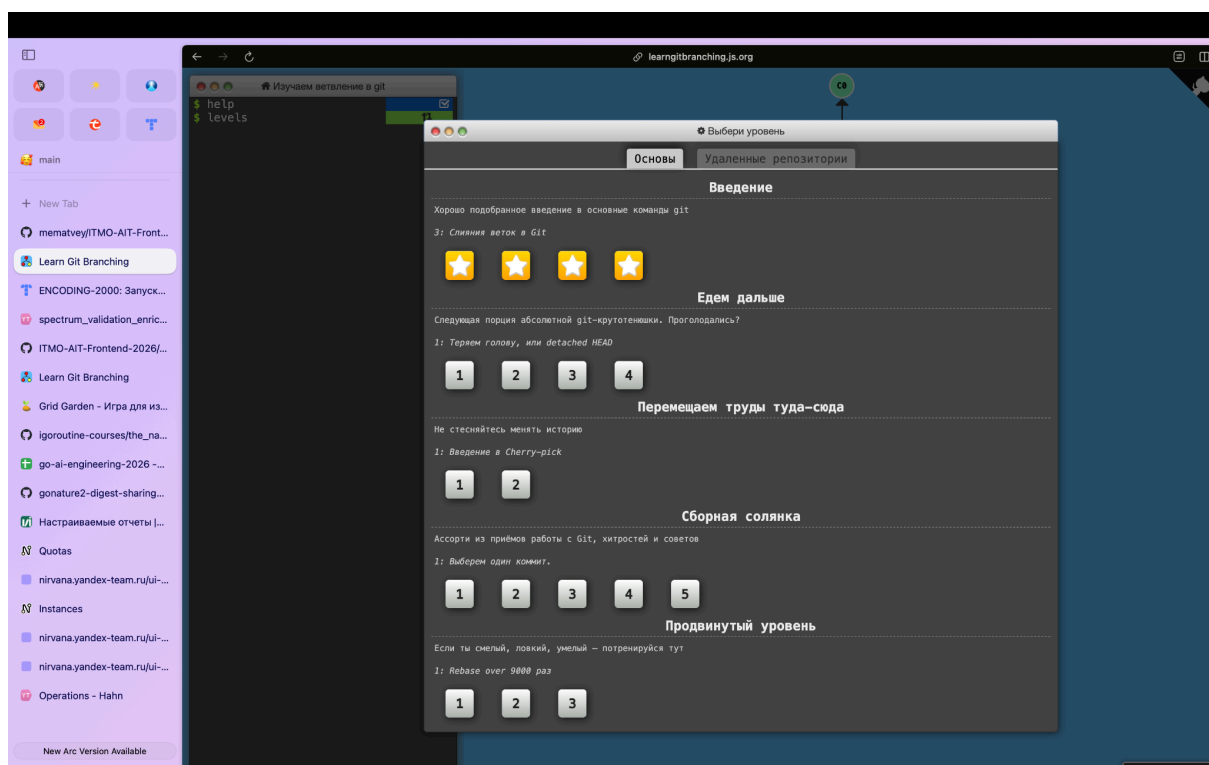 learngitbranching.js.org
main
+ New Tab
mematvey/ITMO-AIT-Front...
Learn Git Branching
ENCODING-2000: Запуск...
spectrum_validation_enric...
ITMO-AIT-Frontend-2026/...
Learn Git Branching
Grid Garden - Игра для из...
igoroutine-courses/the_na...
go-ai-engineering-2026 -...
gonature2-digest-sharing...
Настраиваемые отчеты |...
Quotas
nirvana.yandex-team.ru/ui-...
Instances
nirvana.yandex-team.ru/ui-...
nirvana.yandex-team.ru/ui-...
Operations - Hahn
New Arc Version Available
Изучаем ветвление в git
$ help
$ levels
C0
Выбери уровень
Основы Удаленные репозитории
Введение
Хорошо подобранное введение в основные команды git
3: Слияния веток в Git
Едем дальше
Следующая порция абсолютной git-крутотенюшки. Проголодались?
1: Теряем голову, или detached HEAD
1 2 3 4
Перемещаем труды туда-сюда
Не стесняйтесь менять историю
1: Введение в Cherry-pick
1 2
Сборная солянка
Ассорти из приёмов работы с Git, хитростей и советов
1: Выберем один коммит.
1 2 3 4 5
Продвинутый уровень
Если ты смелый, ловкий, умелый — потренируйся тут
1: Rebase over 9000 раз
1 2 3